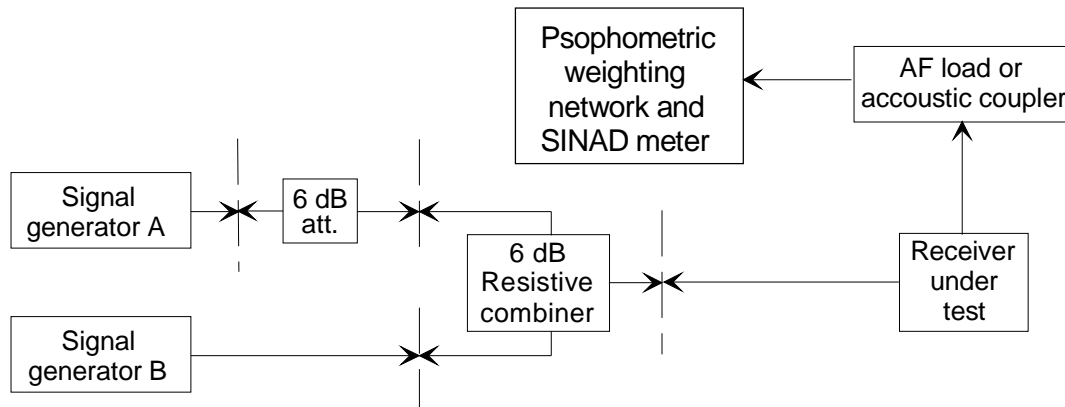 Psophometric
weighting
network and
SINAD meter
AF load or
accoustic coupler
Signal
generator A
6 dB
att.
6 dB
Resistive
combiner
Receiver
under
test
Signal
generator B